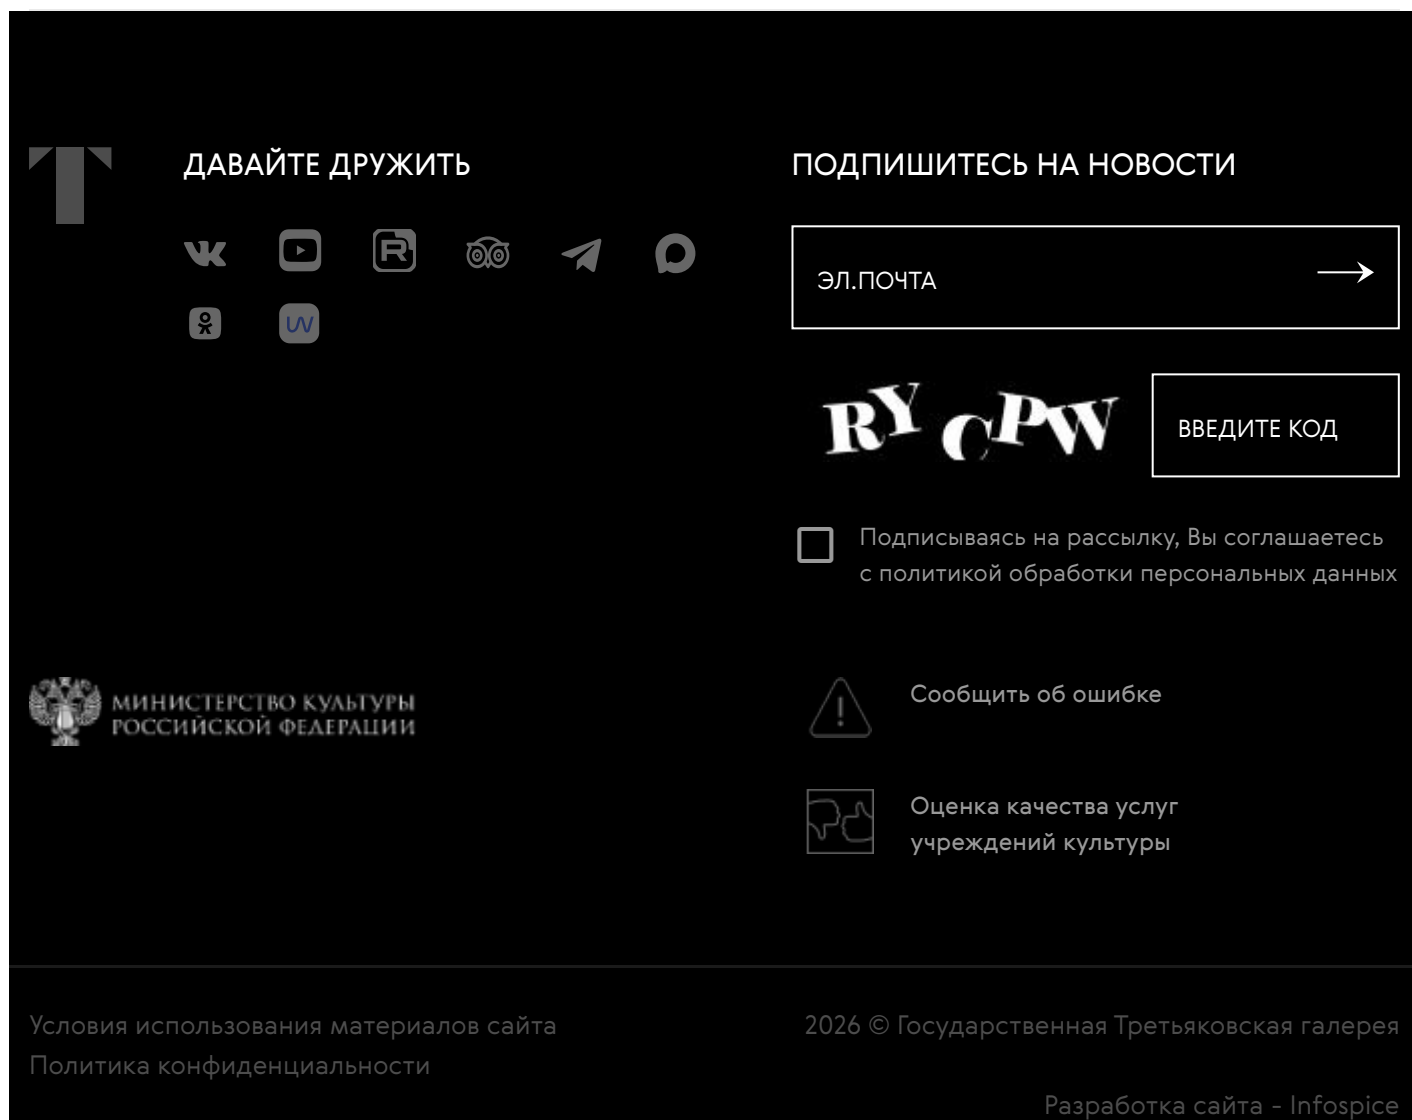 ДАВАЙТЕ ДРУЖИТЬ
ПОДПИШИТЕСЬ НА НОВОСТИ
ЭЛ.ПОЧТА
RYCPW
ВВЕДИТЕ КОД
Подписываясь на рассылку, Вы соглашаетесь
с политикой обработки персональных данных
МИНИСТЕРСТВО КУЛЬТУРЫ
РОССИЙСКОЙ ФЕДЕРАЦИИ
Сообщить об ошибке
Оценка качества услуг
учреждений культуры
Условия использования материалов сайта
Политика конфиденциальности
2026 © Государственная Третьяковская галерея
Разработка сайта - Infospice